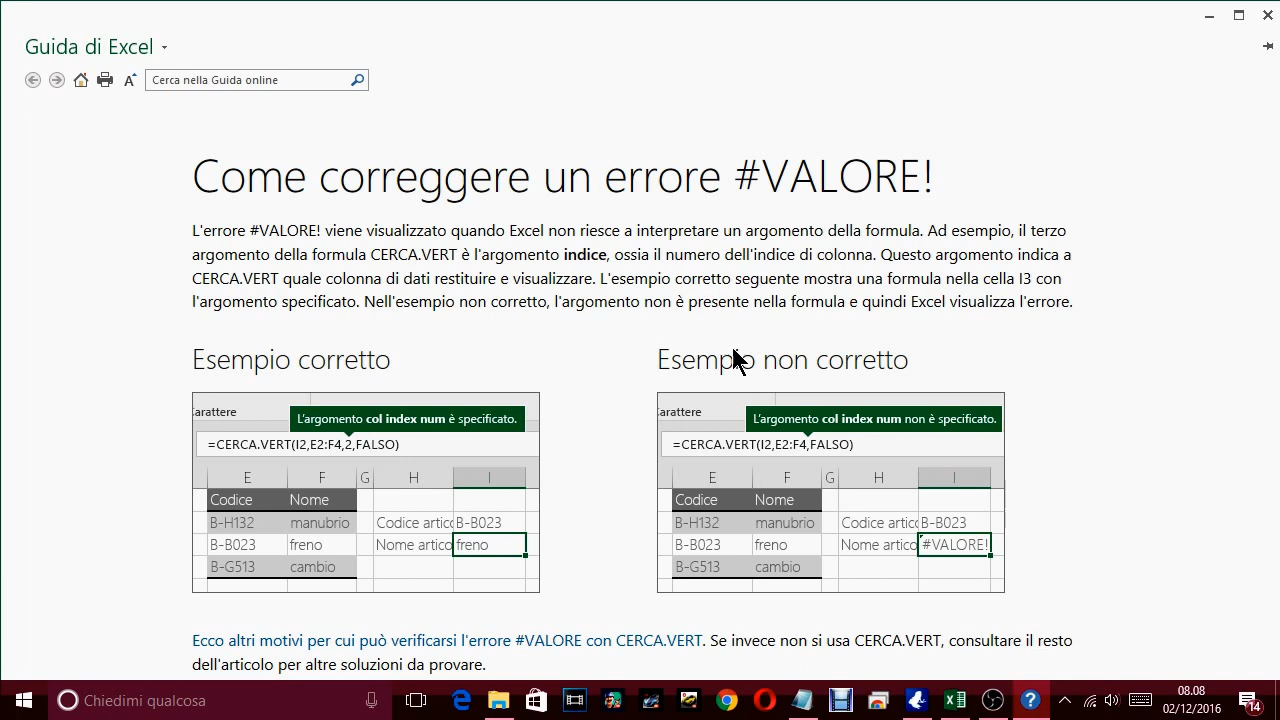 Guida di Excel
Cerca nella Guida online
Come correggere un errore #VALORE!
L'errore #VALORE! viene visualizzato quando Excel non riesce a interpretare un argomento della formula. Ad esempio, il terzo
argomento della formula CERCA.VERT è l'argomento indice, ossia il numero dell'indice di colonna. Questo argomento indica a
CERCA.VERT quale colonna di dati restituire e visualizzare. L'esempio corretto seguente mostra una formula nella cella I3 con
l'argomento specificato. Nell'esempio non corretto, l'argomento non è presente nella formula e quindi Excel visualizza l'errore.
Esempio corretto
Carattere
L'argomento col index num è specificato.
=CERCA.VERT(I2,E2:F4,2,FALSO)
E F G H I
Codice Nome
B-H132 manubrio Codice artico B-B023
B-B023 freno Nome artico freno
B-G513 cambio
Esempio non corretto
Carattere
L'argomento col index num non è specificato.
=CERCA.VERT(I2,E2:F4,FALSO)
E F G H I
Codice Nome
B-H132 manubrio Codice artico B-B023
B-B023 freno Nome artico #VALORE!
B-G513 cambio
Ecco altri motivi per cui può verificarsi l'errore #VALORE con CERCA.VERT. Se invece non si usa CERCA.VERT, consultare il resto
dell'articolo per altre soluzioni da provare.
Chiedimi qualcosa
08.08
02/12/2016
14